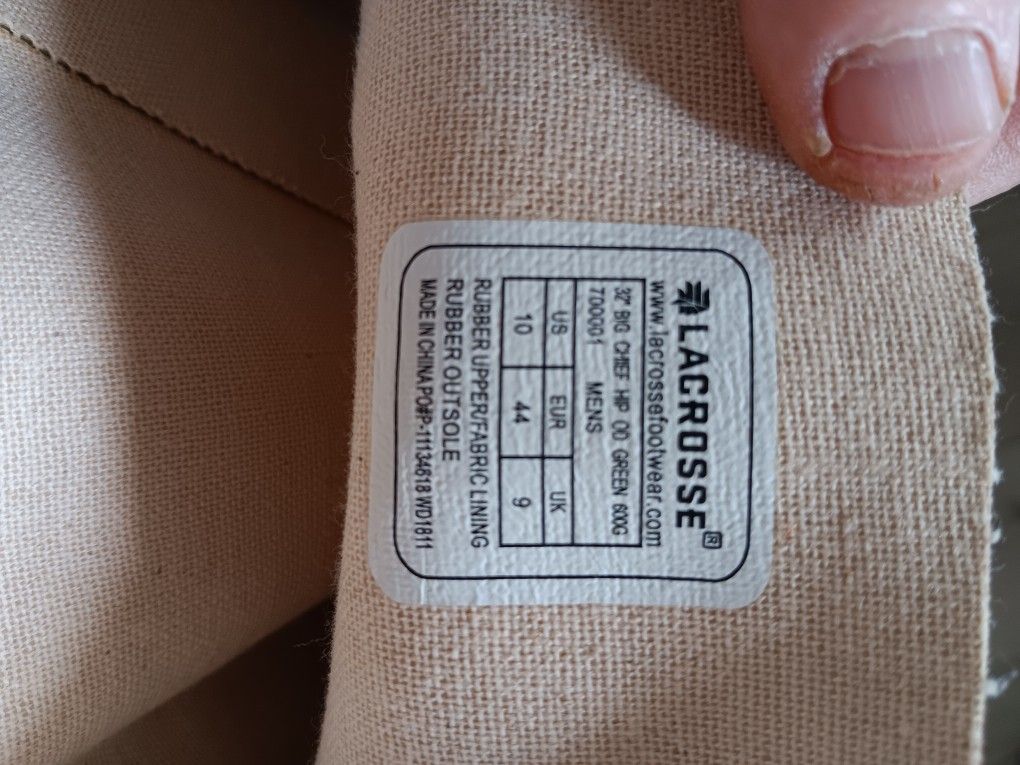 LACROSSE®
www.lacrossefootwear.com
32" BIG CHIEF HIP OD GREEN 600G
700001 MENS
US EUR UK
10 44 9
RUBBER UPPER/FABRIC LINING
RUBBER OUTSOLE
MADE IN CHINA PO#P-11134618 WD1811